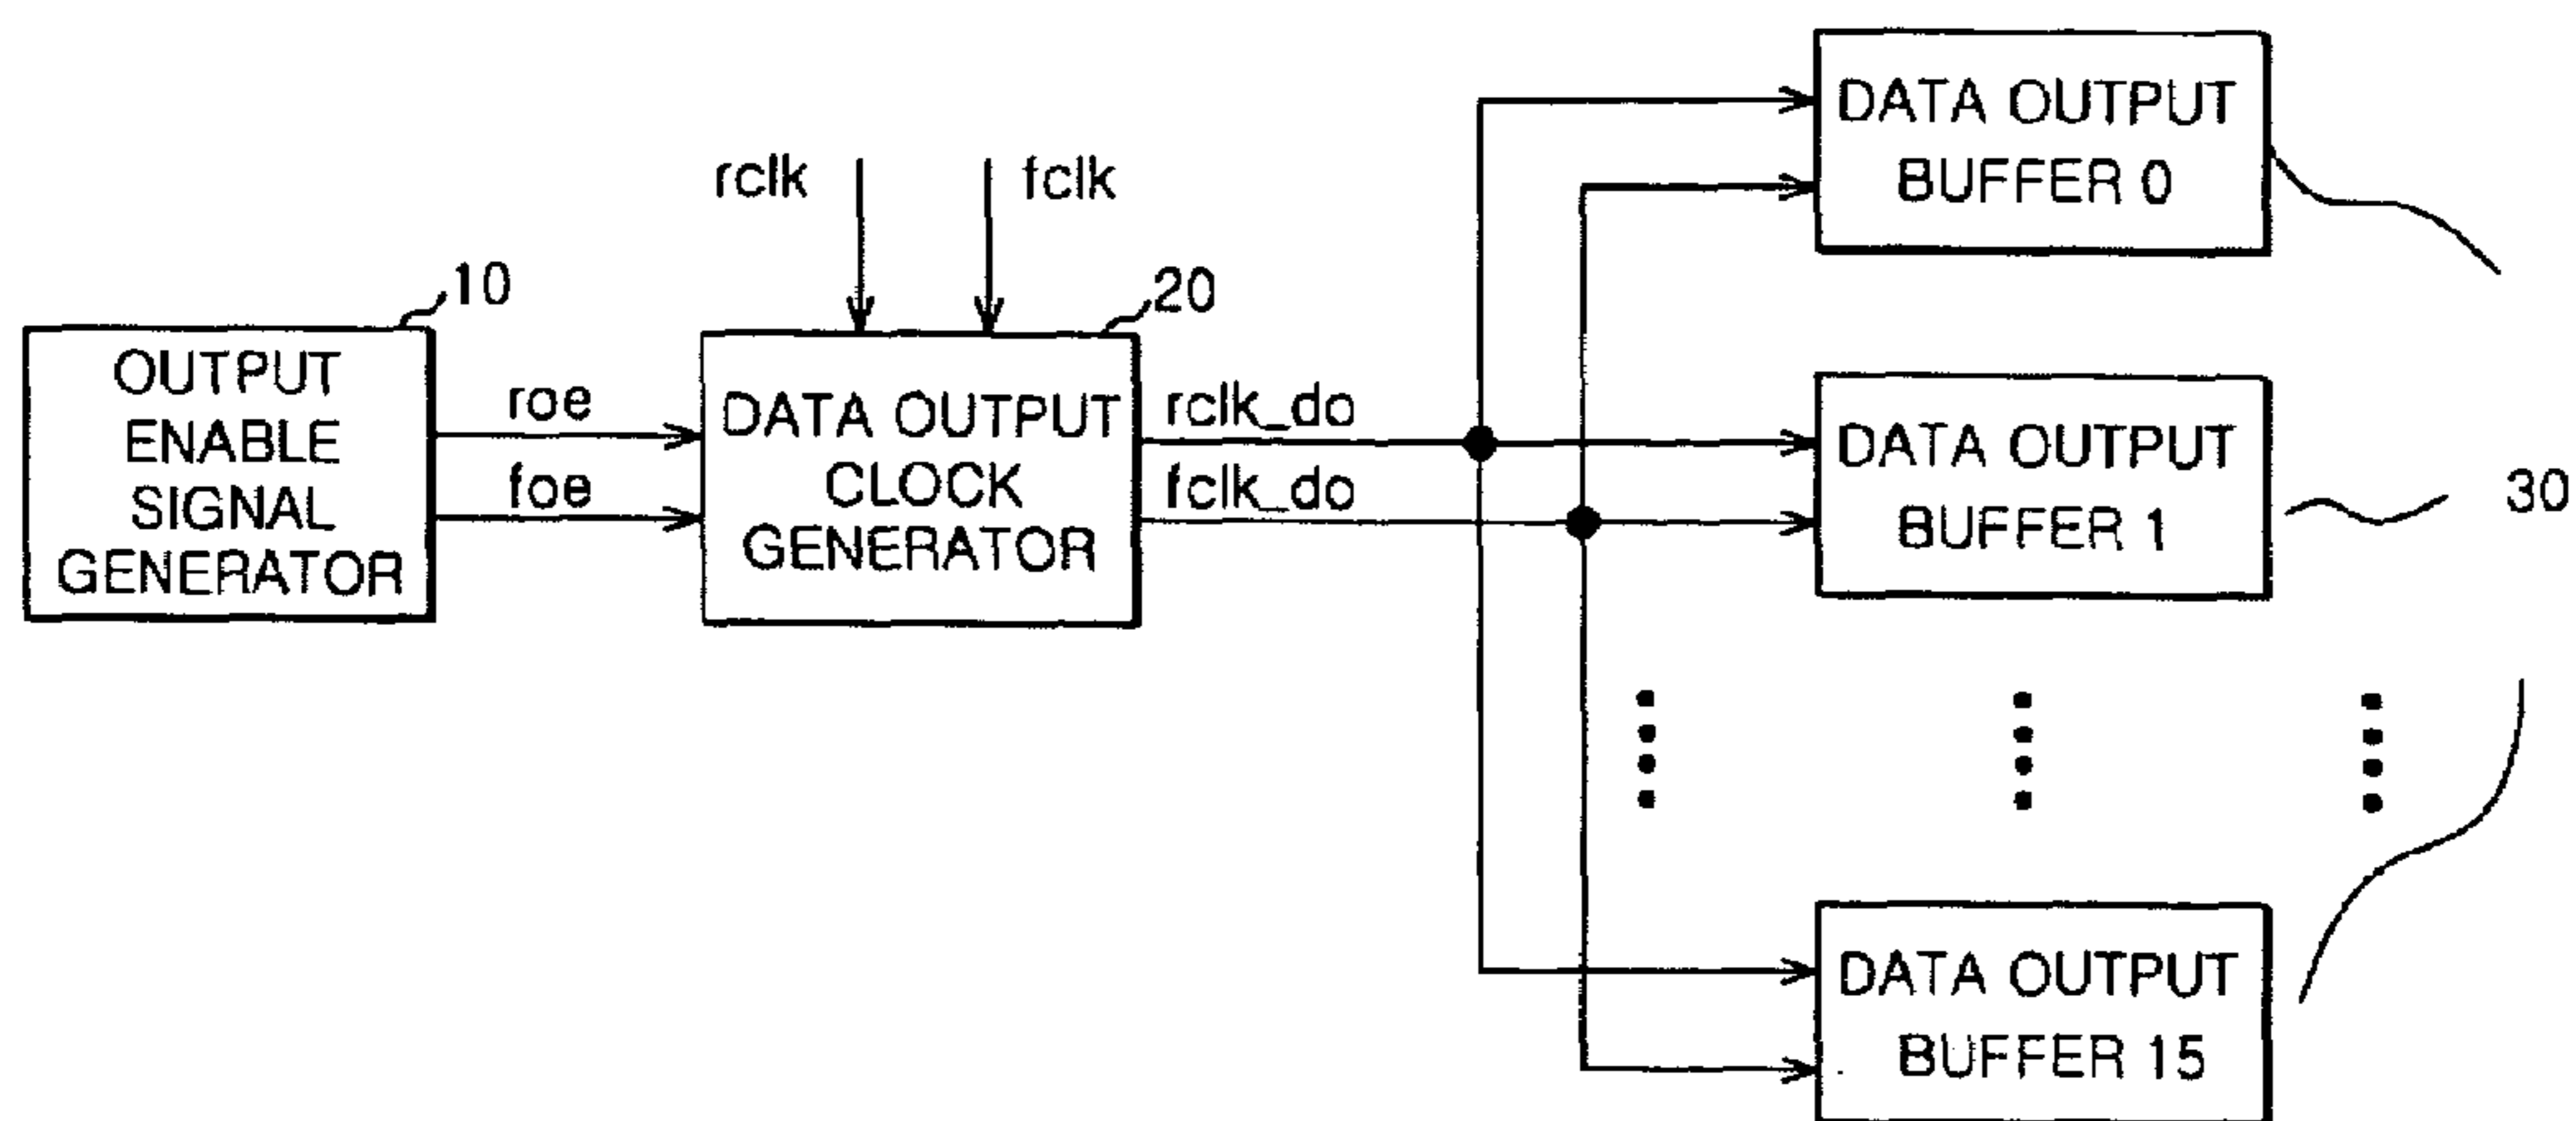 DATA OUTPUT
BUFFER 0
rclk
fclk
10
20
OUTPUT
ENABLE
SIGNAL
GENERATOR
roe
foe
DATA OUTPUT
CLOCK
GENERATOR
rclk_do
fclk_do
DATA OUTPUT
BUFFER 1
30
DATA OUTPUT
BUFFER 15